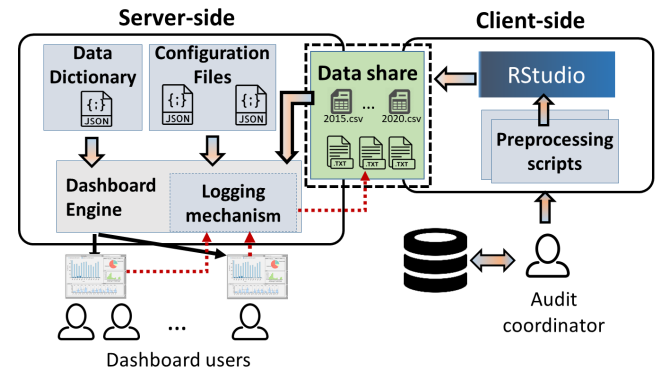 Server-side
Client-side
Data
Dictionary
{;}
.JSON
Configuration
Files
{;}
.JSON
{;}
.JSON
Data share
...
2015.csv
2020.csv
.TXT
.TXT
.TXT
RStudio
Preprocessing
scripts
Dashboard
Engine
Logging
mechanism
...
Dashboard users
Audit
coordinator